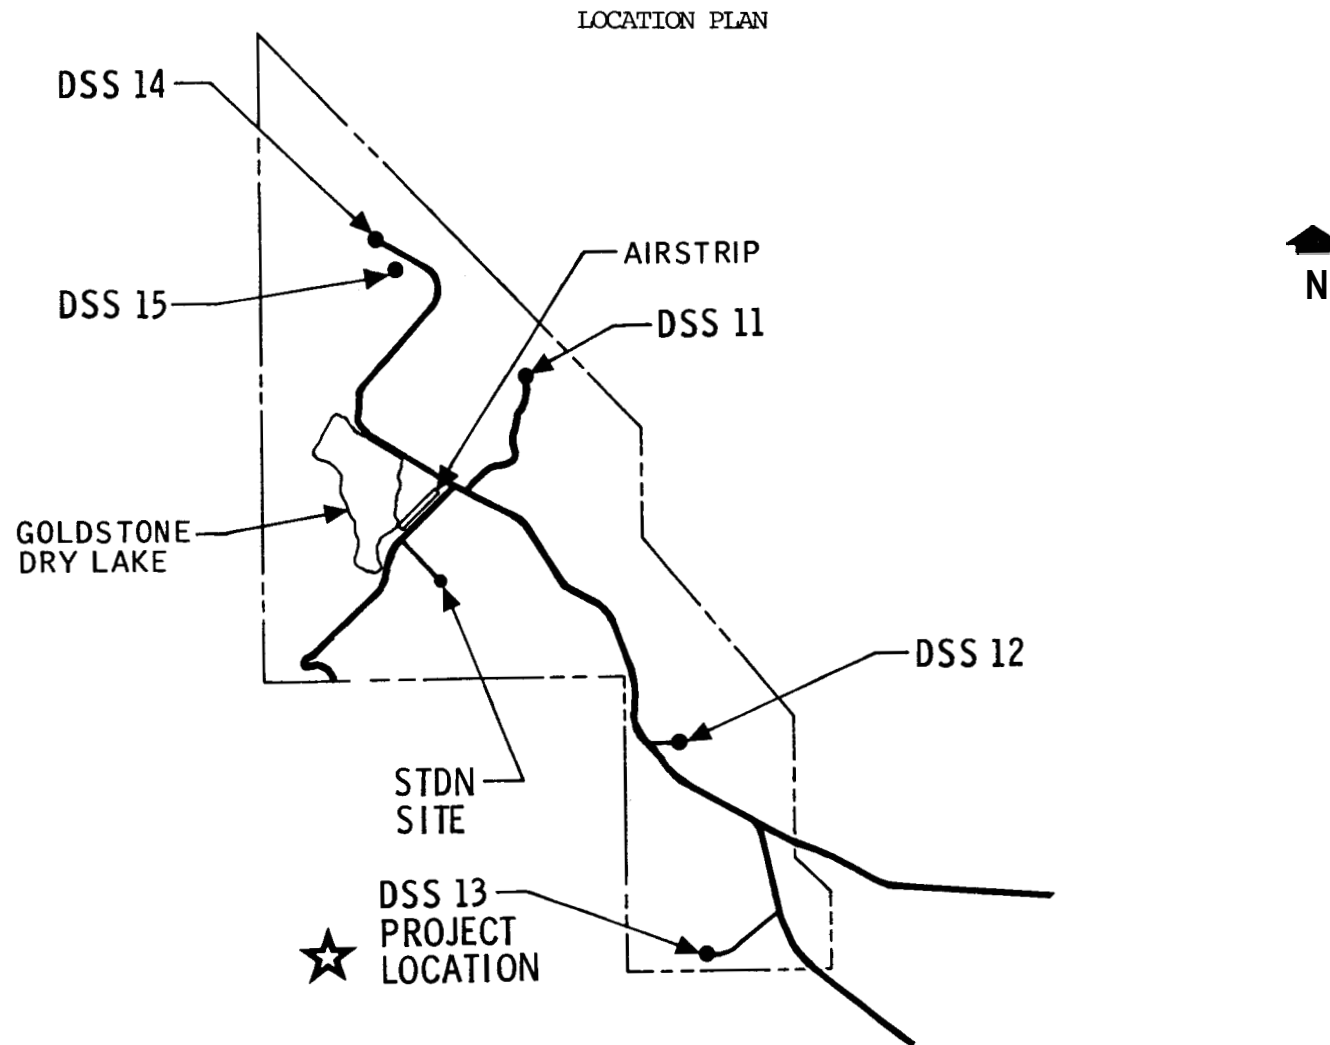 LOCATION PLAN
DSS 14
AIRSTRIP
N
DSS 15
DSS 11
GOLDSTONE
DRY LAKE
DSS 12
STDN
SITE
DSS 13
PROJECT
LOCATION